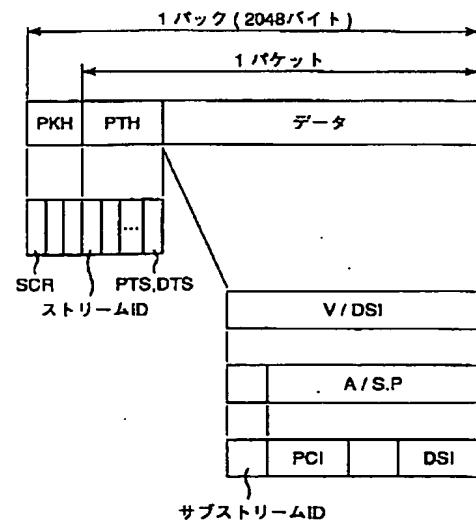 1 パック (2048バイト)
1 パケット
PKH PTH データ
...
SCR PTS,DTS
ストリームID
V / DSI
A / S.P
PCI DSI
サブストリームID